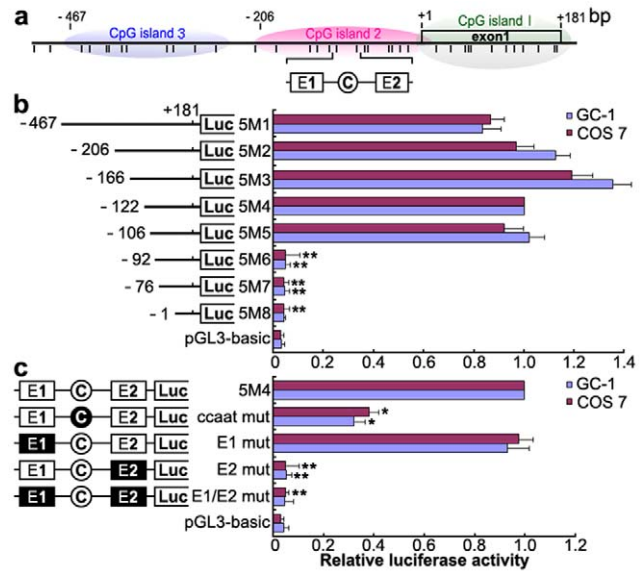 a
-467 -206 +1 +181 bp
CpG island 3 CpG island 2 CpG island I
exon1
E1 C E2
b
+181
-467 Luc 5M1
-206 Luc 5M2
-166 Luc 5M3
-122 Luc 5M4
-106 Luc 5M5
-92 Luc 5M6 ** **
-76 Luc 5M7 ** **
-1 Luc 5M8 **
pGL3-basic
GC-1
COS 7
0 0.2 0.4 0.6 0.8 1.0 1.2 1.4
c
E1 C E2 Luc 5M4
E1 C E2 Luc ccaat mut * *
E1 C E2 Luc E1 mut
E1 C E2 Luc E2 mut ** **
E1 C E2 Luc E1/E2 mut **
pGL3-basic
GC-1
COS 7
0 0.2 0.4 0.6 0.8 1.0 1.2
Relative luciferase activity